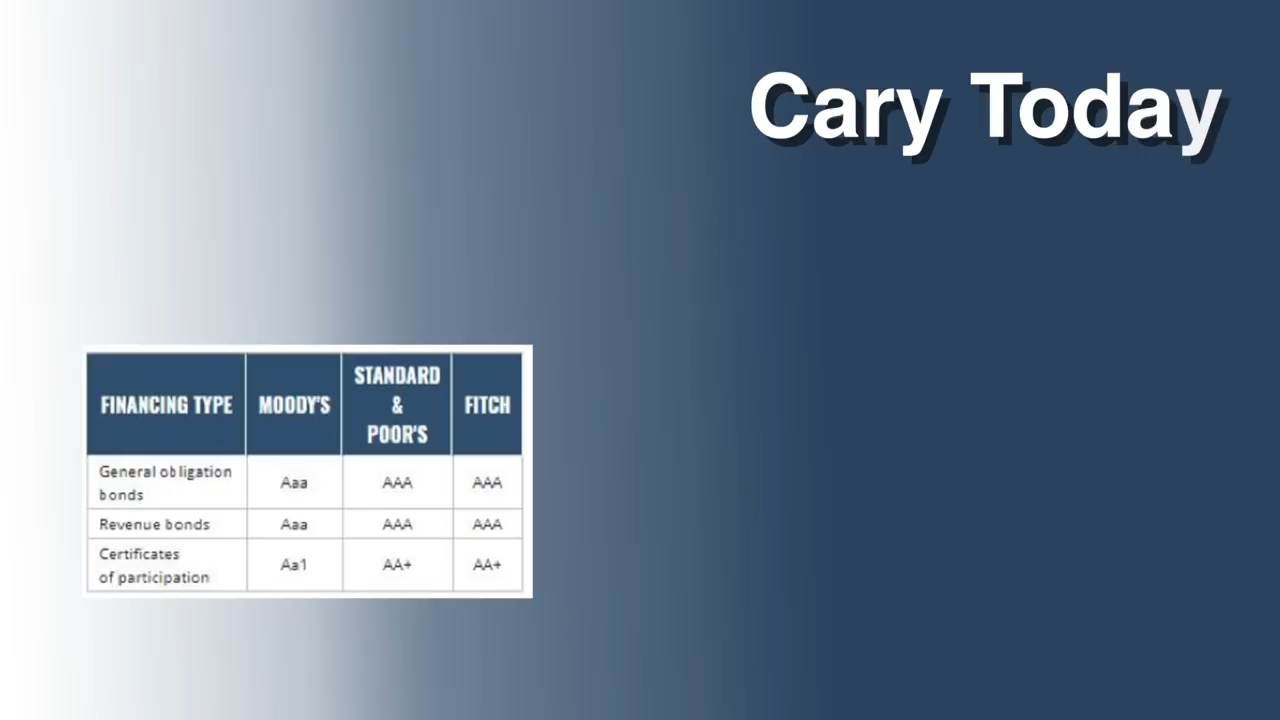 Cary Today
FINANCING TYPE MOODY'S STANDARD & POOR'S FITCH
General obligation bonds Aaa AAA AAA
Revenue bonds Aaa AAA AAA
Certificates of participation Aa1 AA+ AA+